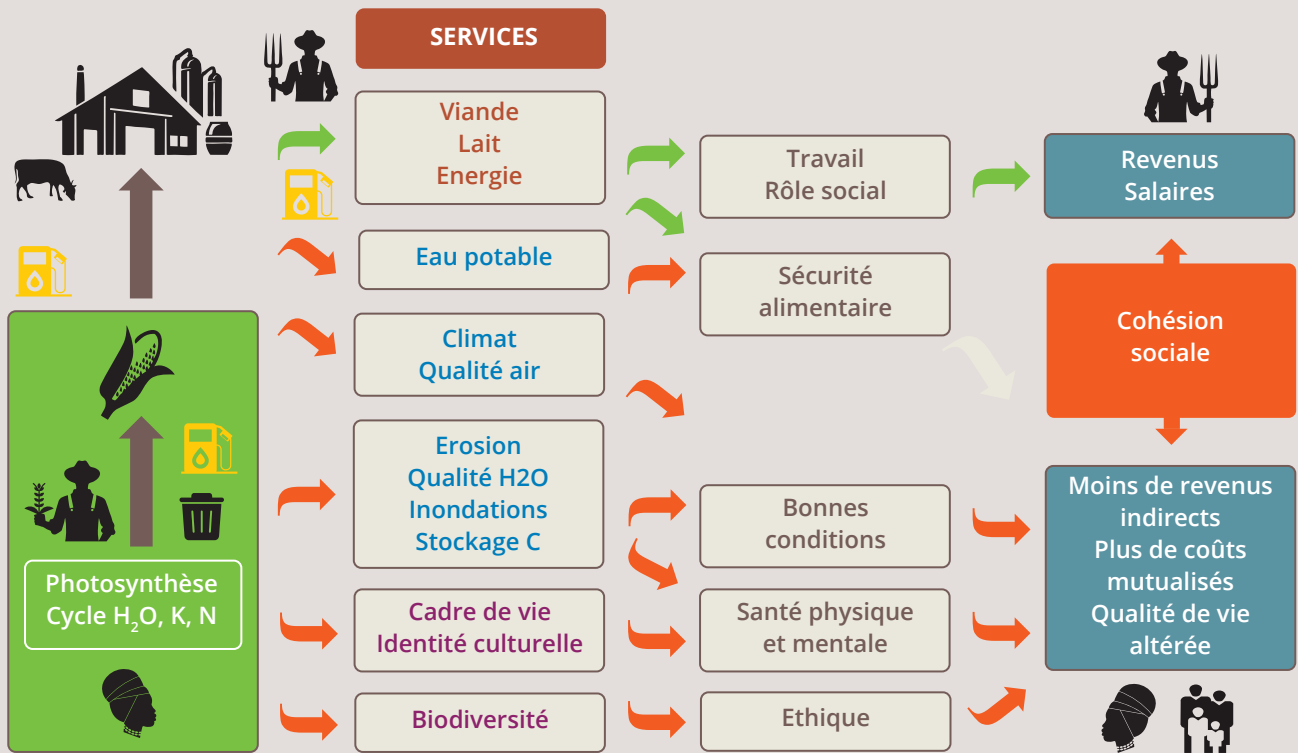 SERVICES
Viande
Lait
Energie
Travail
Rôle social
Revenus
Salaires
Eau potable
Sécurité
alimentaire
Climat
Qualité air
Cohésion
sociale
Erosion
Qualité H2O
Inondations
Stockage C
Bonnes
conditions
Moins de revenus
indirects
Plus de coûts
mutualisés
Qualité de vie
altérée
Photosynthèse
Cycle H₂O, K, N
Cadre de vie
Identité culturelle
Santé physique
et mentale
Biodiversité
Ethique